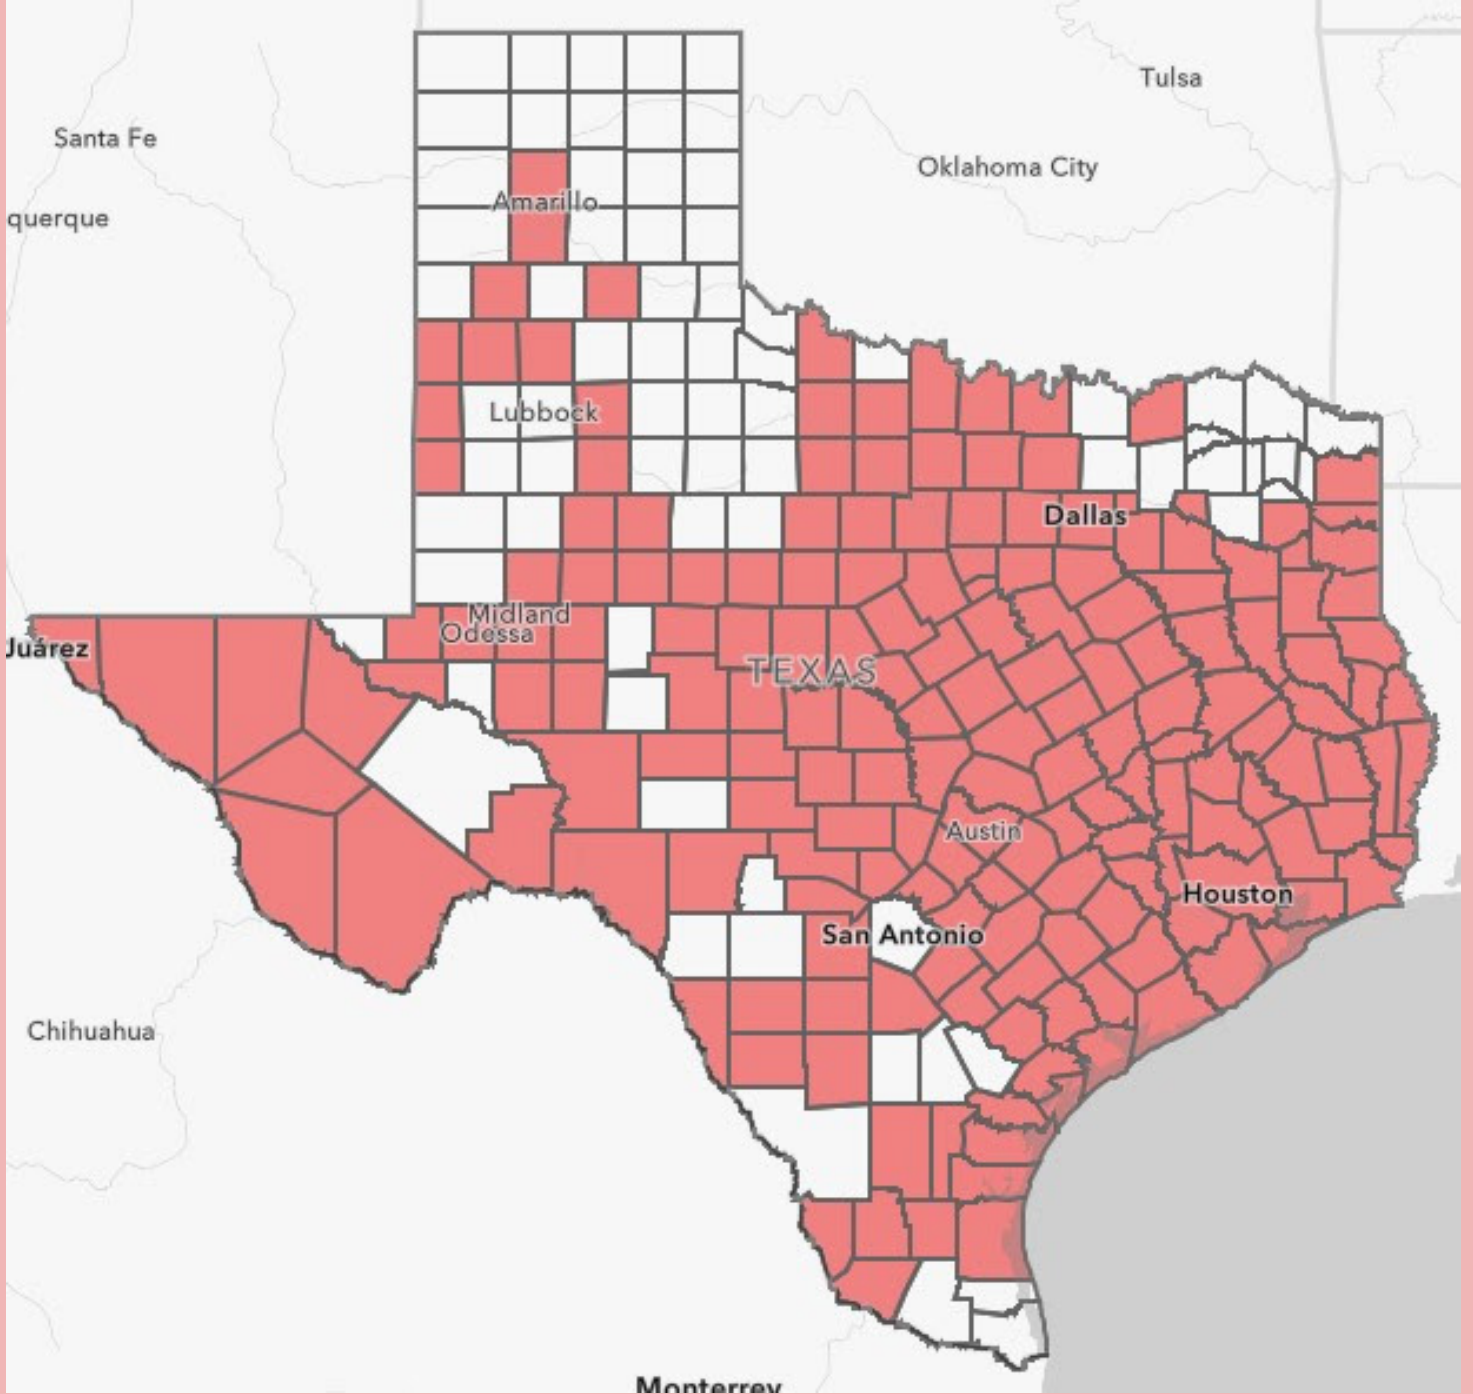 Tulsa
Santa Fe
Oklahoma City
Amarillo
querque
Lubbock
Dallas
Midland
Odessa
Juárez
TEXAS
Austin
Houston
San Antonio
Chihuahua
Monterrey